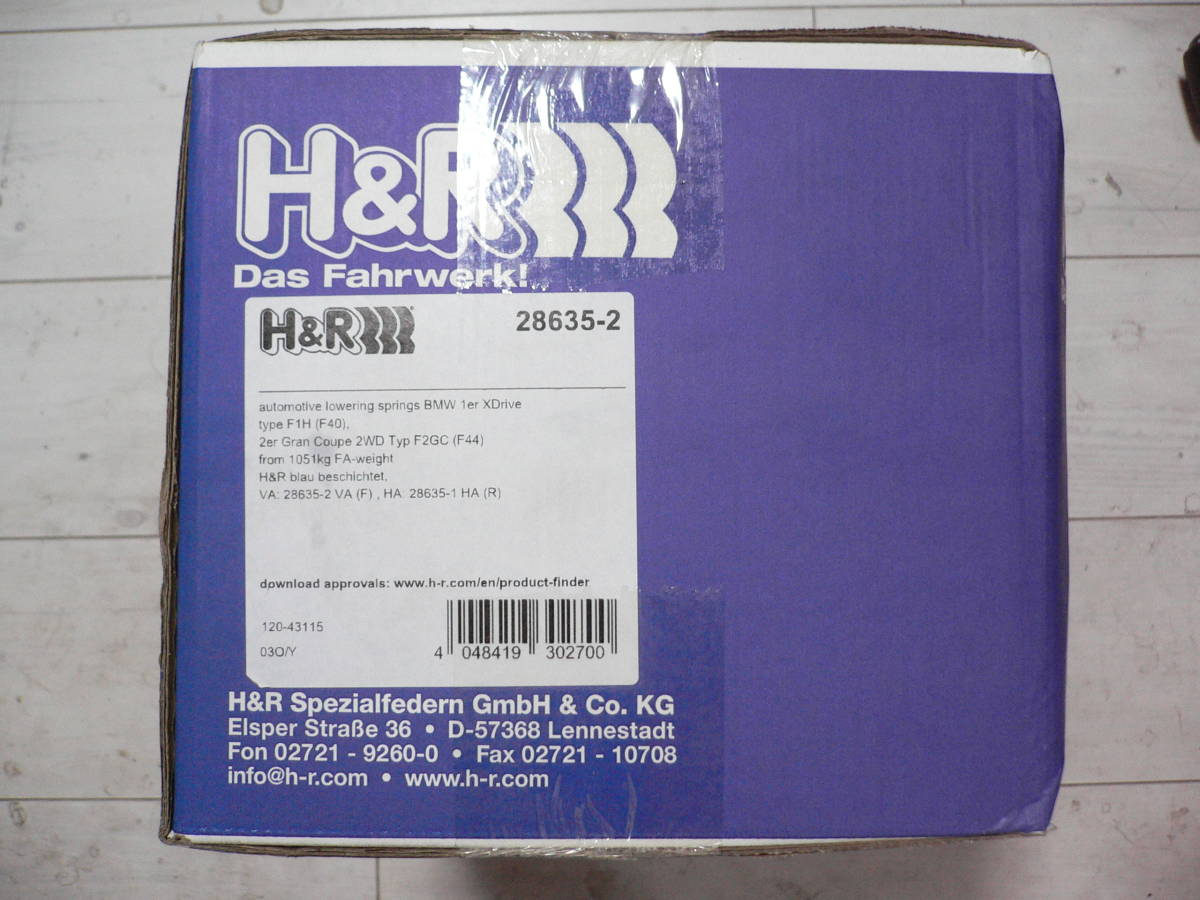 H&R
Das Fahrwerk!
H&R
28635-2
automotive lowering springs BMW 1er XDrive
type F1H (F40),
2er Gran Coupe 2WD Typ F2GC (F44)
from 1051kg FA-weight
H&R blau beschichtet,
VA: 28635-2 VA (F) , HA: 28635-1 HA (R)
download approvals: www.h-r.com/en/product-finder
120-43115
03O/Y
4 048419 302700
H&R Spezialfedern GmbH & Co. KG
Elsper Straße 36 • D-57368 Lennestadt
Fon 02721 - 9260-0 • Fax 02721 - 10708
info@h-r.com • www.h-r.com